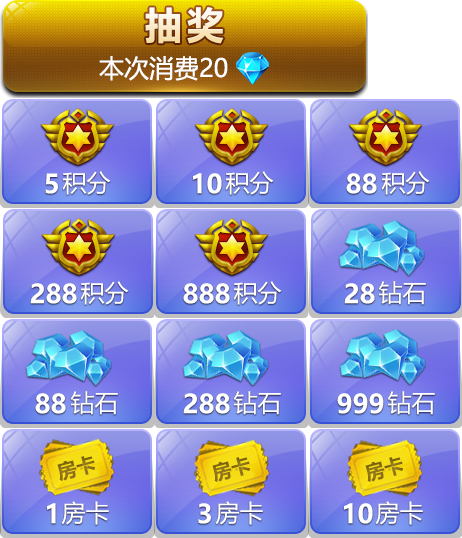 抽奖
本次消费20
5积分
10积分
88积分
288积分
888积分
28钻石
88钻石
288钻石
999钻石
房卡
1房卡
房卡
3房卡
房卡
10房卡